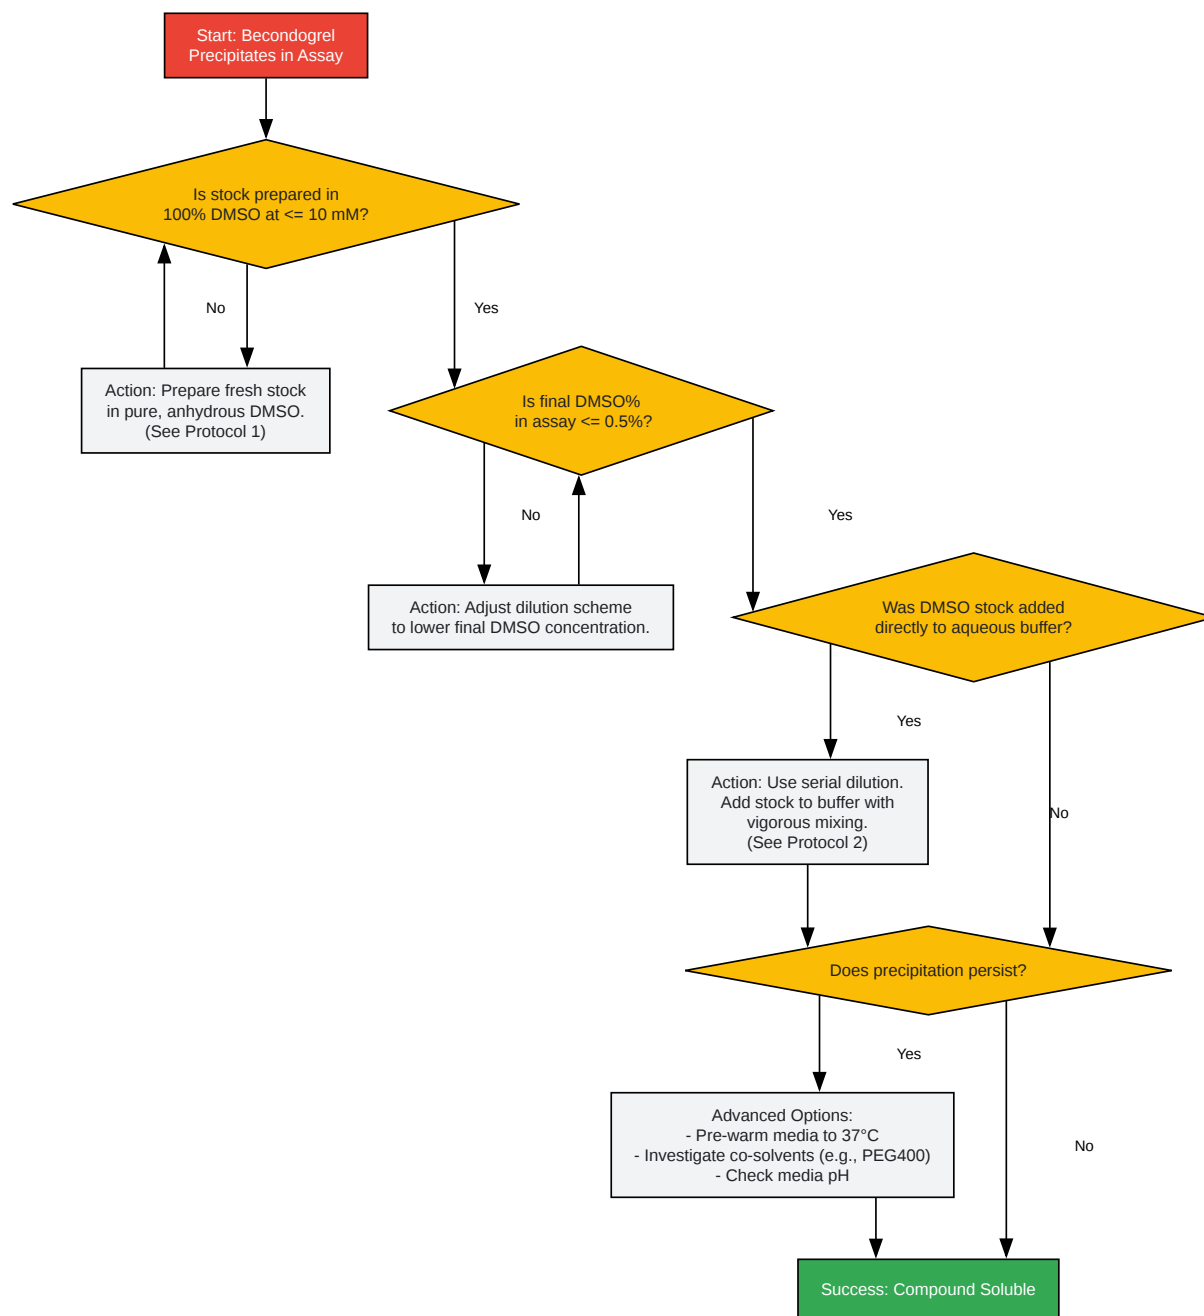 Start: Becondogrel
Precipitates in Assay
Is stock prepared in
100% DMSO at <= 10 mM?
No
Yes
Action: Prepare fresh stock
in pure, anhydrous DMSO.
(See Protocol 1)
Is final DMSO%
in assay <= 0.5%?
No
Yes
Action: Adjust dilution scheme
to lower final DMSO concentration.
Was DMSO stock added
directly to aqueous buffer?
Yes
Action: Use serial dilution.
Add stock to buffer with
vigorous mixing.
(See Protocol 2)
No
Does precipitation persist?
Yes
Advanced Options:
- Pre-warm media to 37°C
- Investigate co-solvents (e.g., PEG400)
- Check media pH
No
Success: Compound Soluble